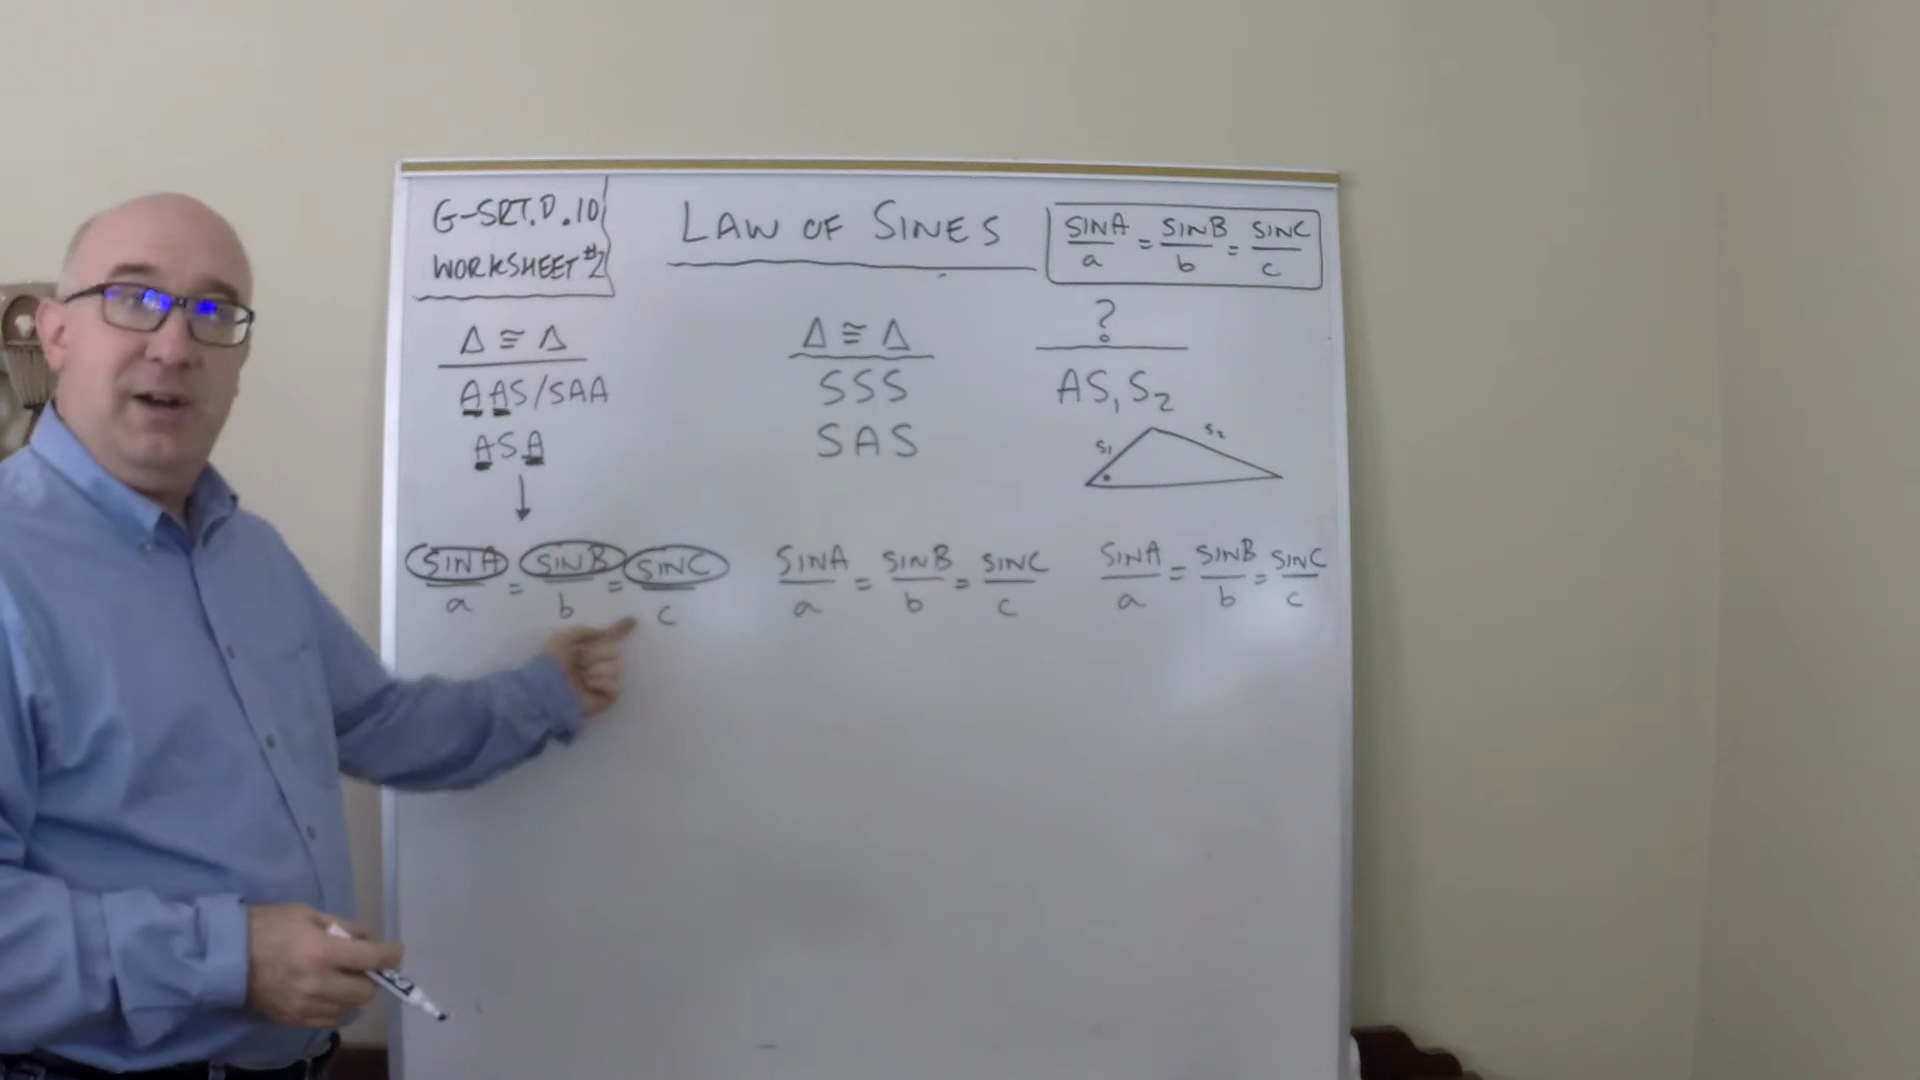 G-SRT.D.10
WORKSHEET #2
LAW OF SINES
SINA/a = SINB/b = SINC/c
Δ ≅ Δ
AAS/SAA
ASA
↓
SINA/a = SINB/b = SINC/c
Δ ≅ Δ
SSS
SAS
SINA/a = SINB/b = SINC/c
?
AS₁S₂
S₁ S₂
SINA/a = SINB/b = SINC/c